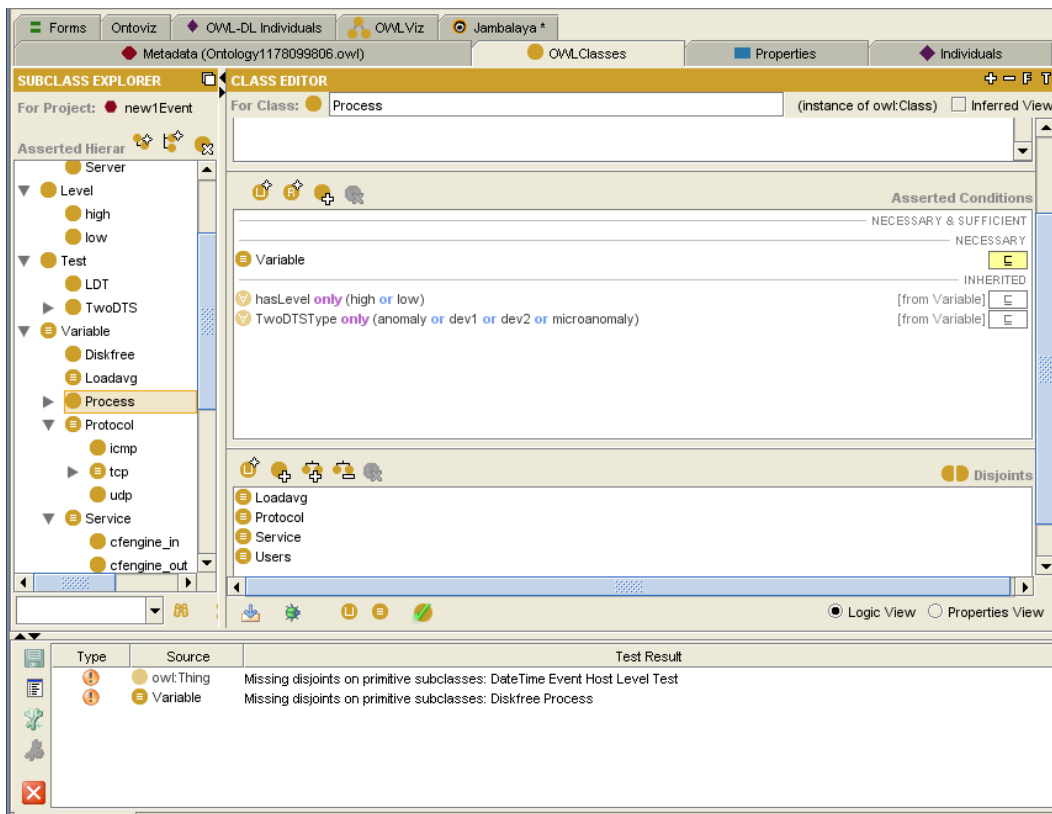 Forms Ontoviz OWL-DL Individuals OWLViz Jambalaya *
Metadata (Ontology1178099806.owl) OWLClasses Properties Individuals
SUBCLASS EXPLORER
For Project: new1Event
Asserted Hierar
Server
Level
high
low
Test
LDT
TwoDTS
Variable
Diskfree
Loadavg
Process
Protocol
icmp
tcp
udp
Service
cfengine_in
cfengine_out
CLASS EDITOR
F T
For Class: Process (instance of owl:Class) Inferred View
Asserted Conditions
NECESSARY & SUFFICIENT
NECESSARY
Variable ⊑
INHERITED
hasLevel only (high or low) [from Variable] ⊑
TwoDTSType only (anomaly or dev1 or dev2 or microanomaly) [from Variable] ⊑
Disjoints
Loadavg
Protocol
Service
Users
Logic View Properties View
Type Source Test Result
owl:Thing Missing disjoints on primitive subclasses: DateTime Event Host Level Test
Variable Missing disjoints on primitive subclasses: Diskfree Process